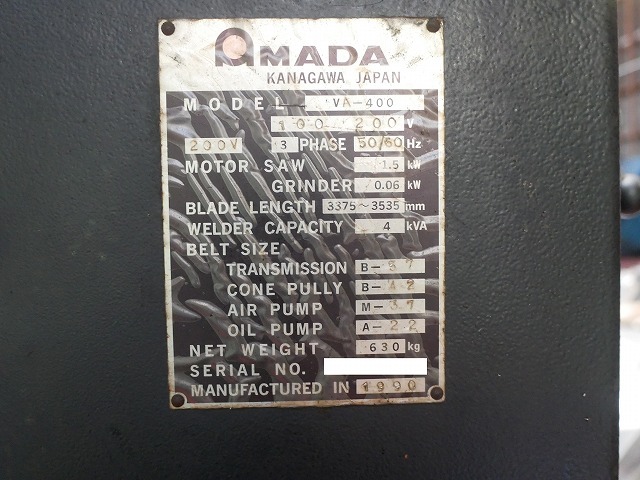 AMADA
KANAGAWA JAPAN
MODEL VA-400
100 200 V
200V 3 PHASE 50/60 Hz
MOTOR SAW 1.5 kW
GRINDER 0.06 kW
BLADE LENGTH 3375~3535 mm
WELDER CAPACITY 4 kVA
BELT SIZE
TRANSMISSION B-37
CONE PULLY B-42
AIR PUMP M-37
OIL PUMP A-22
NET WEIGHT 630 kg
SERIAL NO.
MANUFACTURED IN 1990